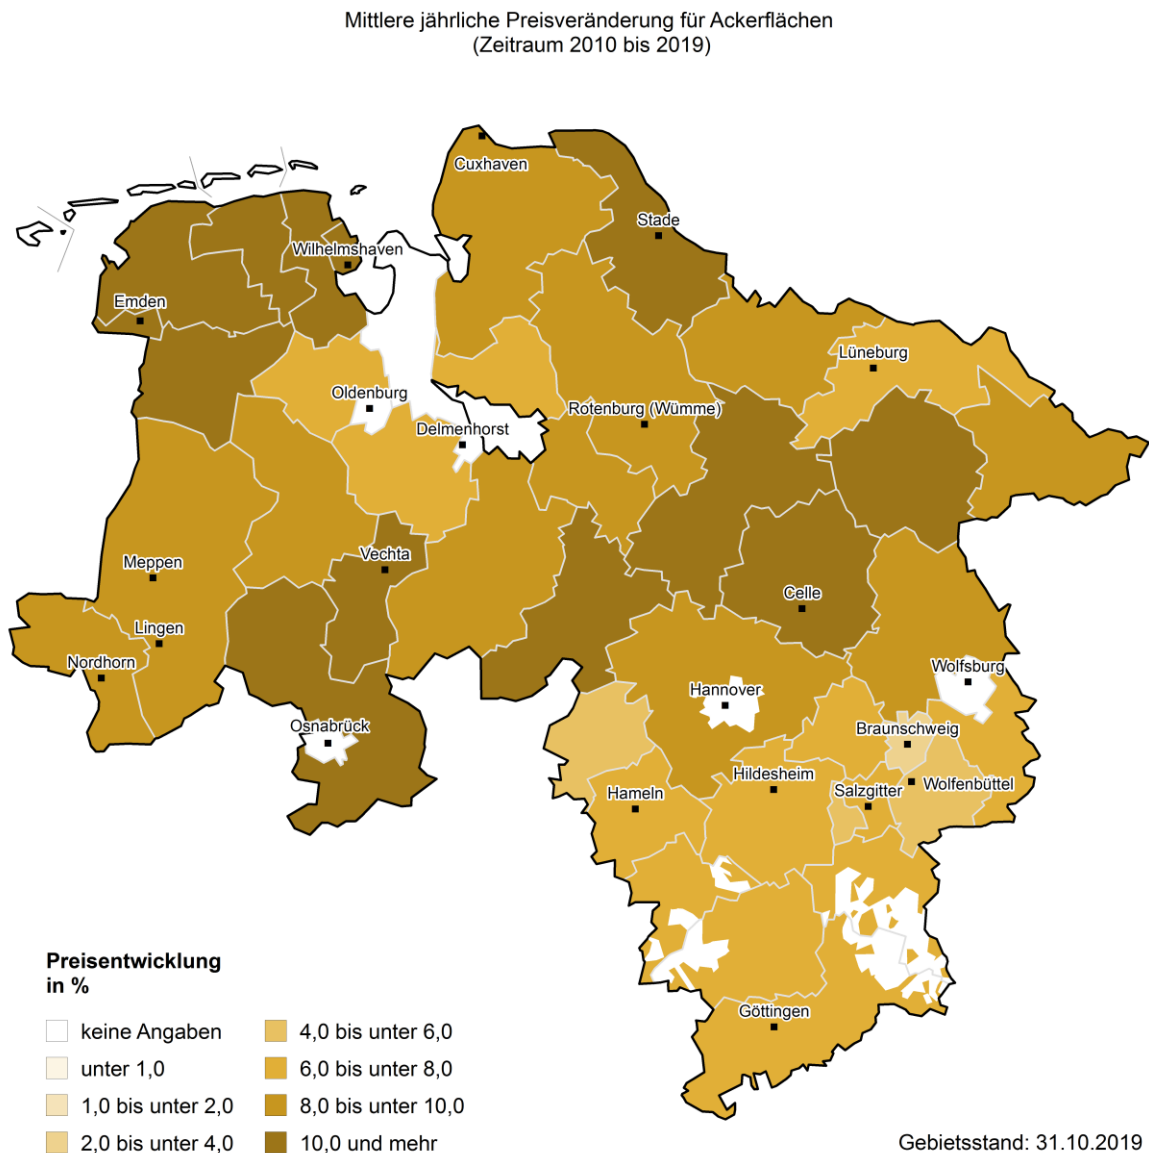 Mittlere jährliche Preisveränderung für Ackerflächen
(Zeitraum 2010 bis 2019)
Cuxhaven
Stade
Wilhelmshaven
Emden
Lüneburg
Oldenburg
Rotenburg (Wümme)
Delmenhorst
Vechta
Meppen
Celle
Lingen
Nordhorn
Wolfsburg
Hannover
Osnabrück
Braunschweig
Hildesheim
Salzgitter
Wolfenbüttel
Hameln
Göttingen
Preisentwicklung
in %
keine Angaben
unter 1,0
1,0 bis unter 2,0
2,0 bis unter 4,0
4,0 bis unter 6,0
6,0 bis unter 8,0
8,0 bis unter 10,0
10,0 und mehr
Gebietsstand: 31.10.2019